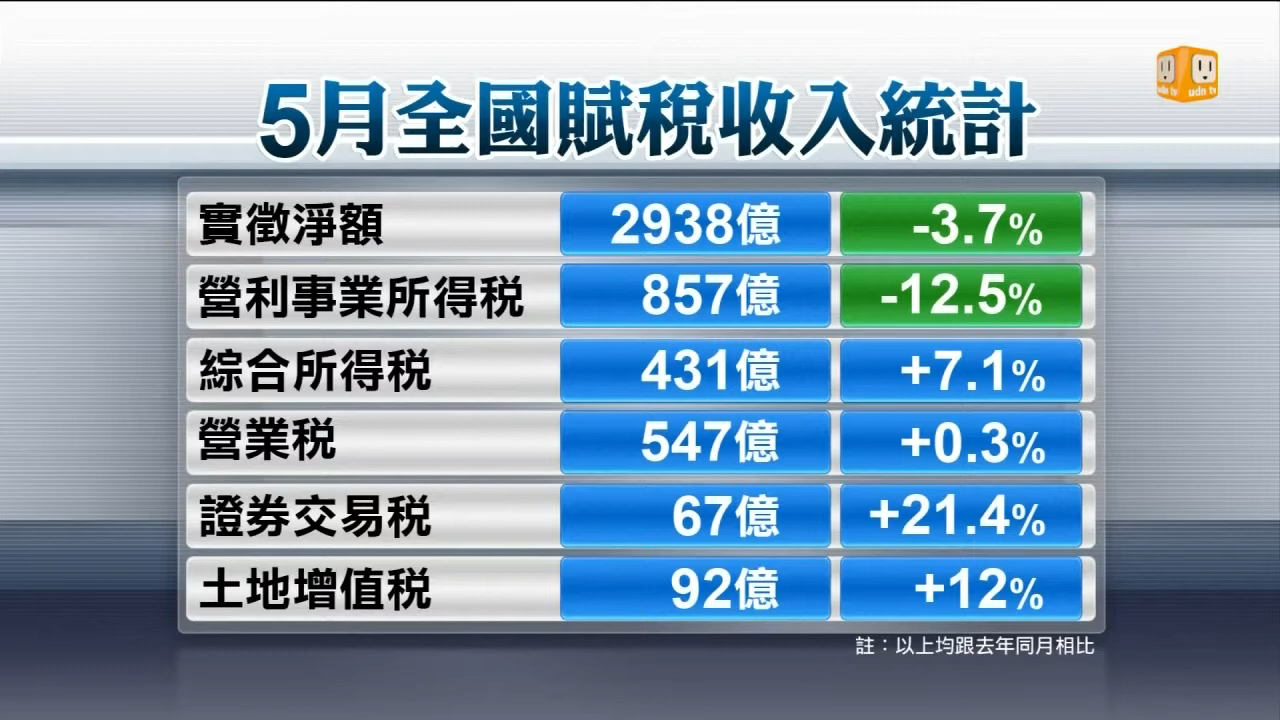 5月全國賦稅收入統計
udn tv udn tv
實徵淨額 2938億 -3.7%
營利事業所得稅 857億 -12.5%
綜合所得稅 431億 +7.1%
營業稅 547億 +0.3%
證券交易稅 67億 +21.4%
土地增值稅 92億 +12%
註：以上均跟去年同月相比